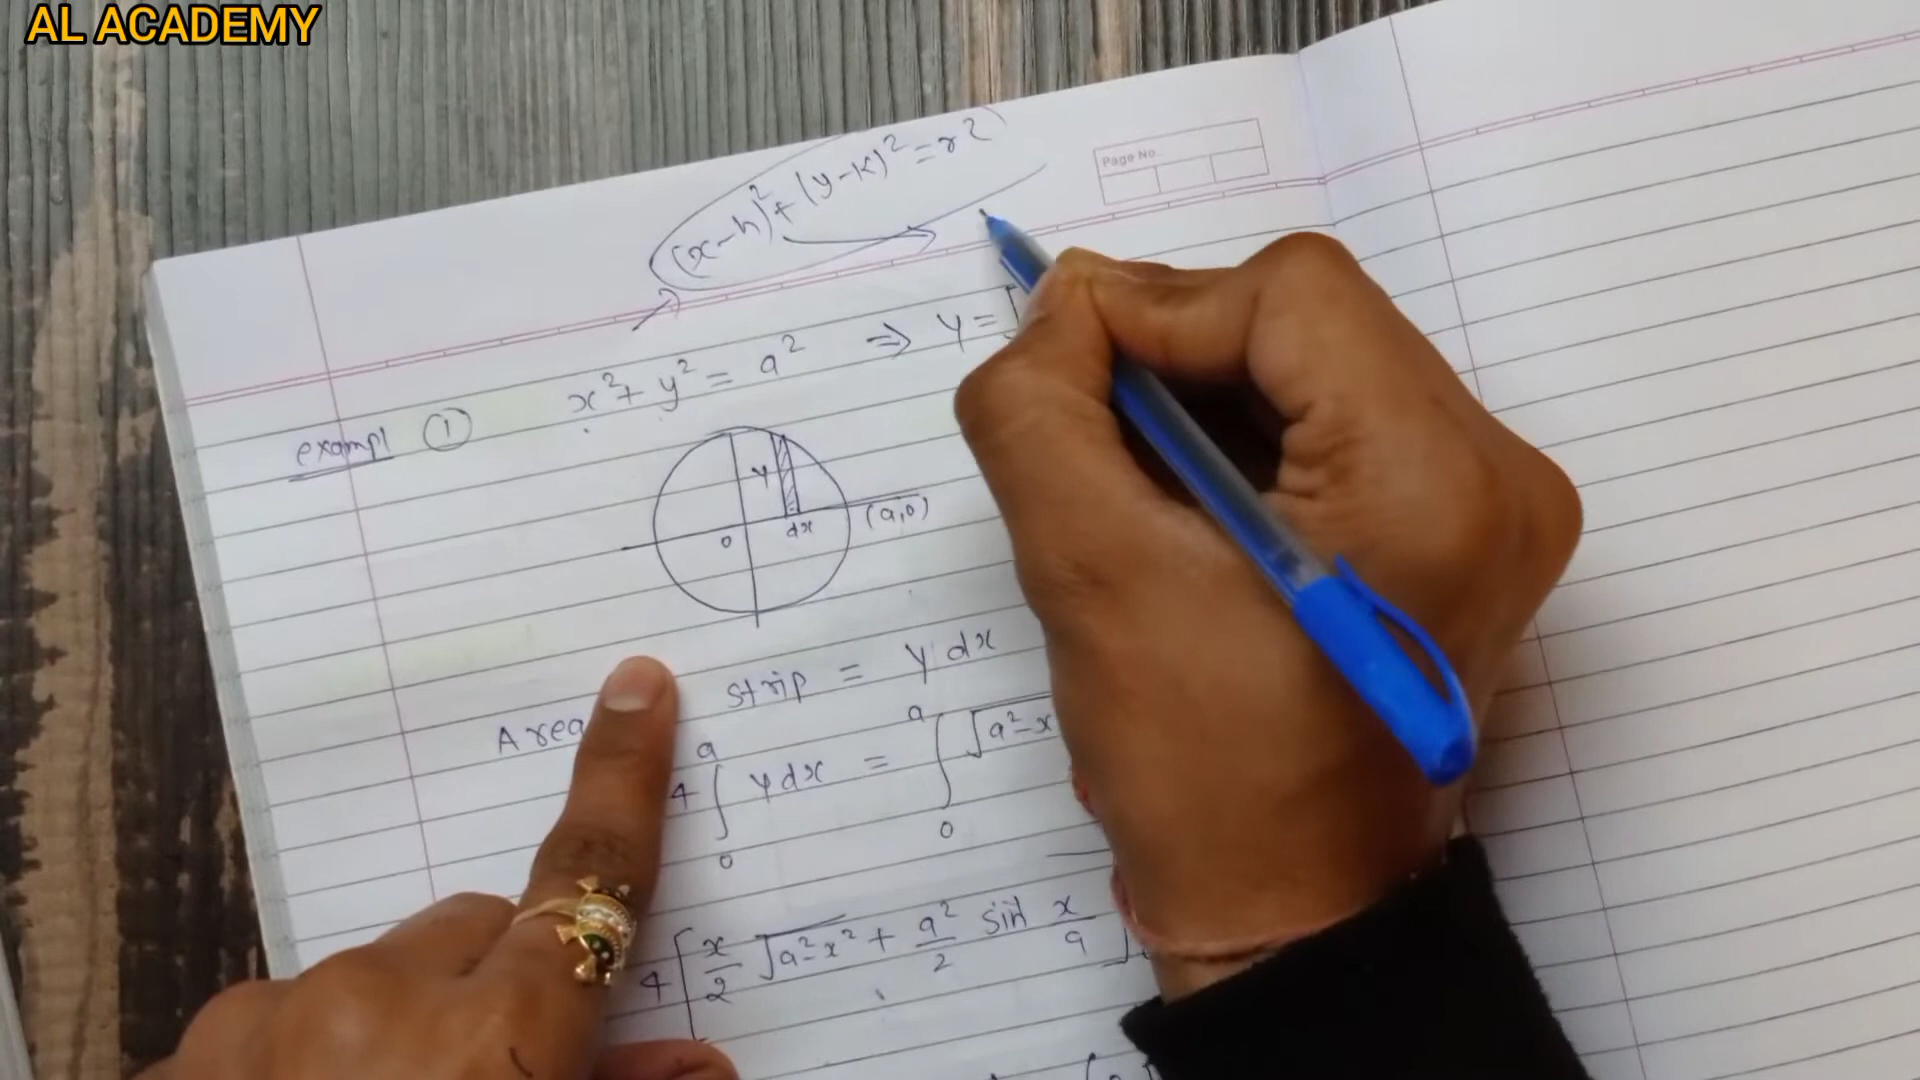 AL ACADEMY
(x-h)²+(y-k)²=r²
Page No.
exampl ① x²+y² = a² ⇒ y = √
y
o dx (a,0)
Area strip = y dx
4∫₀ᵃ y dx = ∫₀ᵃ √a²-x
4[x/2 √a²-x² + a²/2 sin¹ x/a]